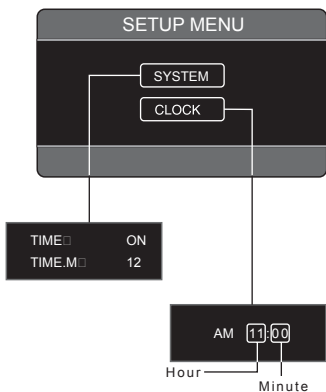 SETUP MENU
SYSTEM
CLOCK
TIME□ ON
TIME.M□ 12
AM 11:00
Hour
Minute